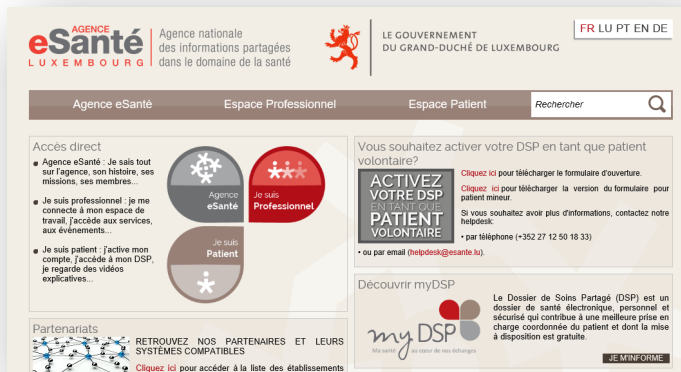 AGENCE
eSanté
LUXEMBOURG
Agence nationale
des informations partagées
dans le domaine de la santé
LE GOUVERNEMENT
DU GRAND-DUCHÉ DE LUXEMBOURG
FR LU PT EN DE
Agence eSanté
Espace Professionnel
Espace Patient
Rechercher
Accès direct
Agence eSanté : Je sais tout
sur l'agence, son histoire, ses
missions, ses membres...
Je suis professionnel : je me
connecte à mon espace de
travail, j'accède aux services,
aux événements...
Je suis patient : j'active mon
compte, j'accède à mon DSP,
je regarde des vidéos
explicatives...
Agence
eSanté
Je suis
Professionnel
Je suis
Patient
Vous souhaitez activer votre DSP en tant que patient
volontaire?
ACTIVEZ
VOTRE DSP
EN TANT QUE
PATIENT
VOLONTAIRE
Cliquez ici pour télécharger le formulaire d'ouverture.
Cliquez ici pour télécharger la version du formulaire pour
patient mineur.
Si vous souhaitez avoir plus d'informations, contactez notre
helpdesk:
• par téléphone (+352 27 12 50 18 33)
• ou par email (helpdesk@esante.lu).
Découvrir myDSP
my DSP
Ma santé au cœur de nos échanges
Le Dossier de Soins Partagé (DSP) est un
dossier de santé électronique, personnel et
sécurisé qui contribue à une meilleure prise en
charge coordonnée du patient et dont la mise
à disposition est gratuite.
JE M'INFORME
Partenariats
RETROUVEZ NOS PARTENAIRES ET LEURS
SYSTÈMES COMPATIBLES
Cliquez ici pour accéder à la liste des établissements